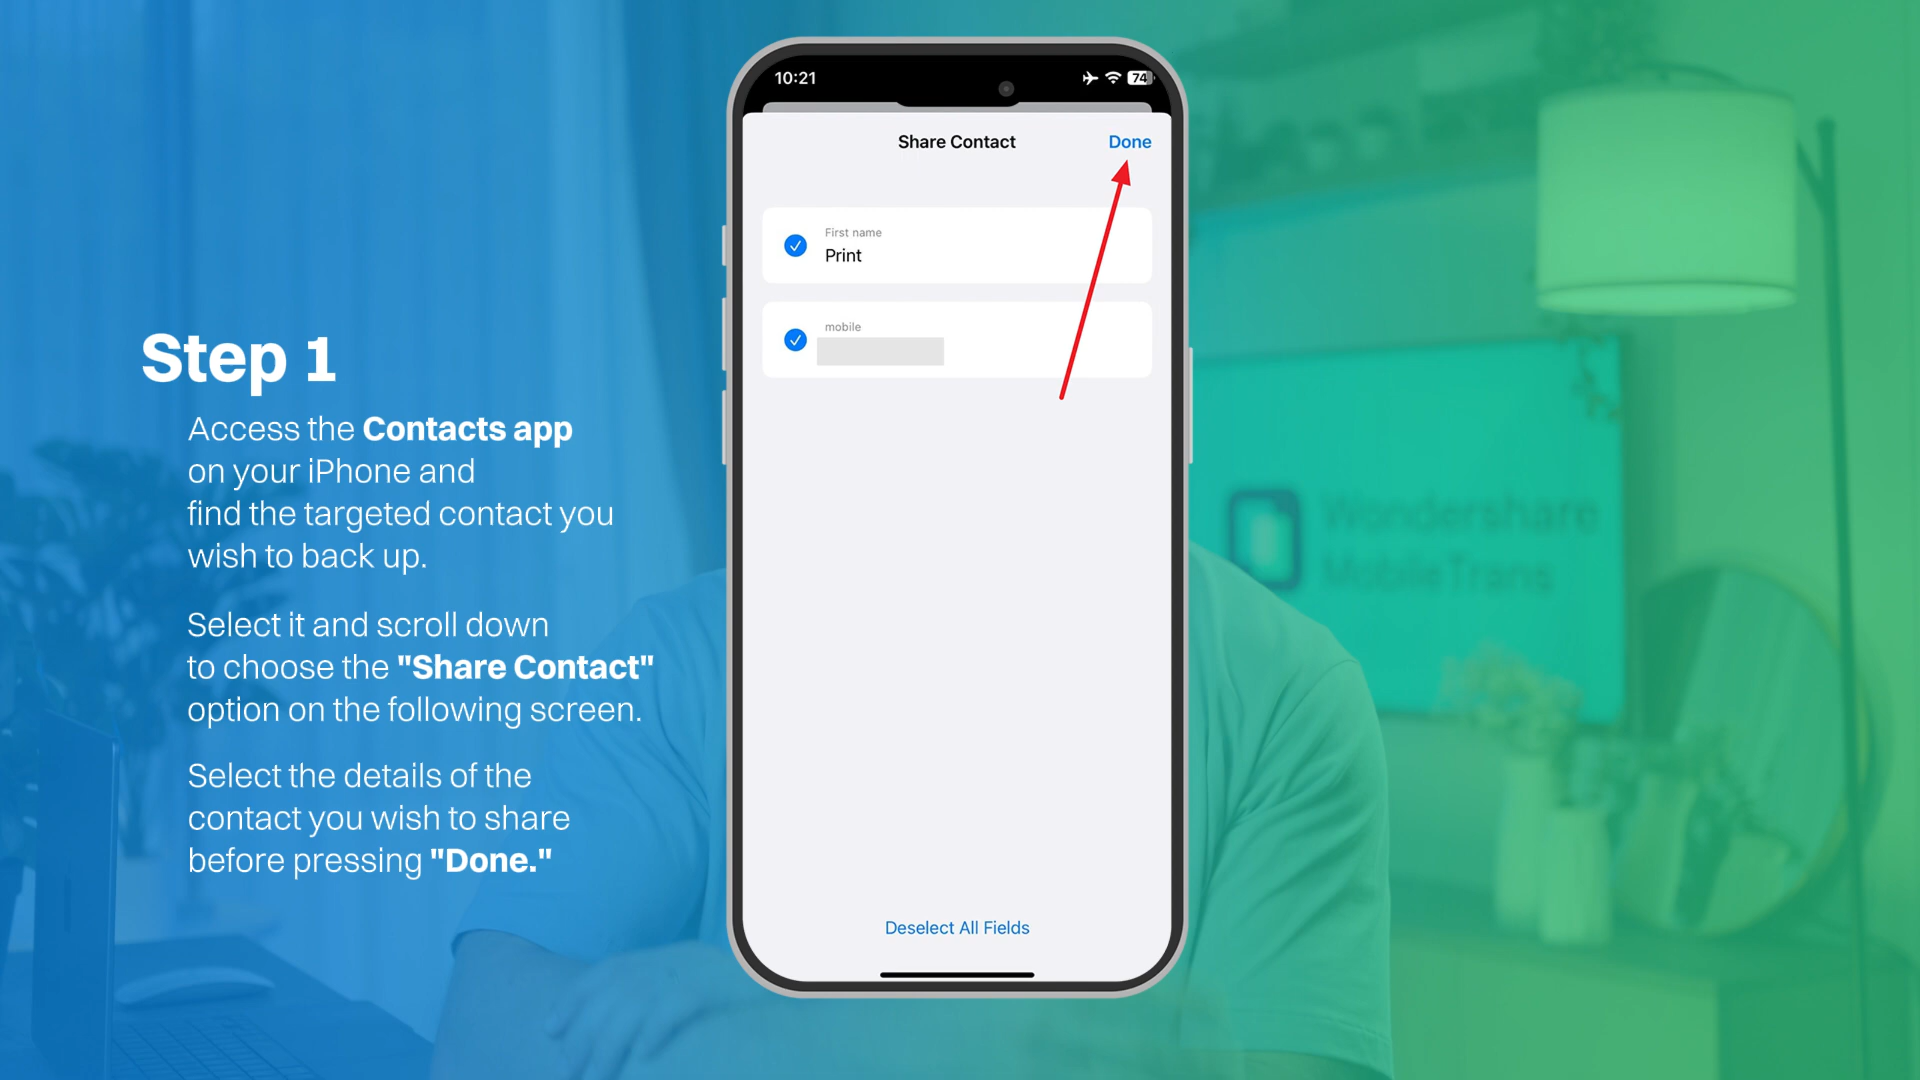 Step 1
Access the Contacts app
on your iPhone and
find the targeted contact you
wish to back up.
Select it and scroll down
to choose the "Share Contact"
option on the following screen.
Select the details of the
contact you wish to share
before pressing "Done."
10:21
74
Share Contact
Done
First name
Print
mobile
Deselect All Fields
Wondershare
MobileTrans